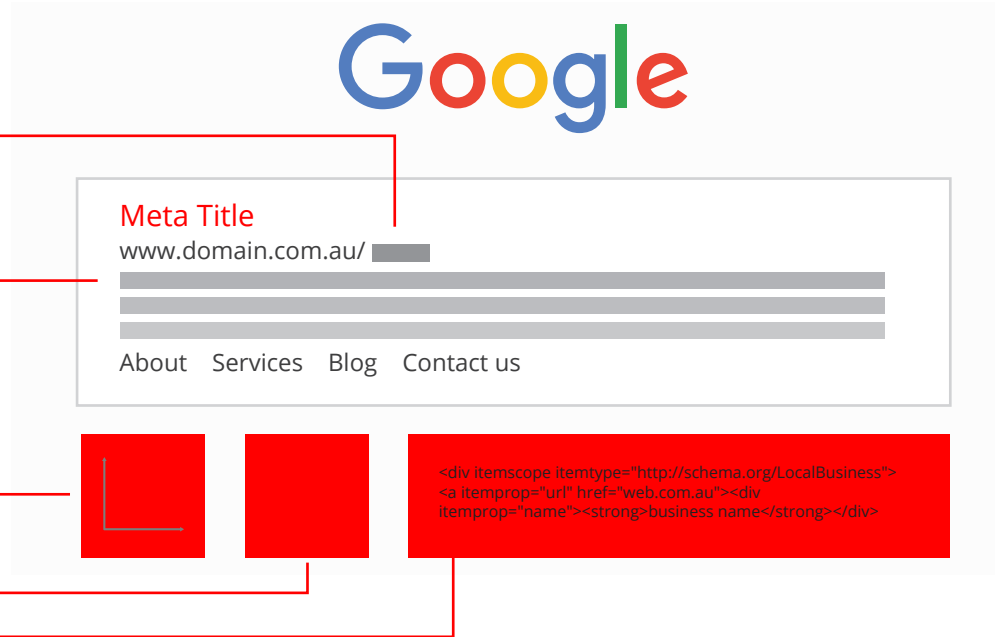 Google
Meta Title
www.domain.com.au/
About Services Blog Contact us
<div itemscope itemtype="http://schema.org/LocalBusiness">
<a itemprop="url" href="web.com.au"><div
itemprop="name"><strong>business name</strong></div>